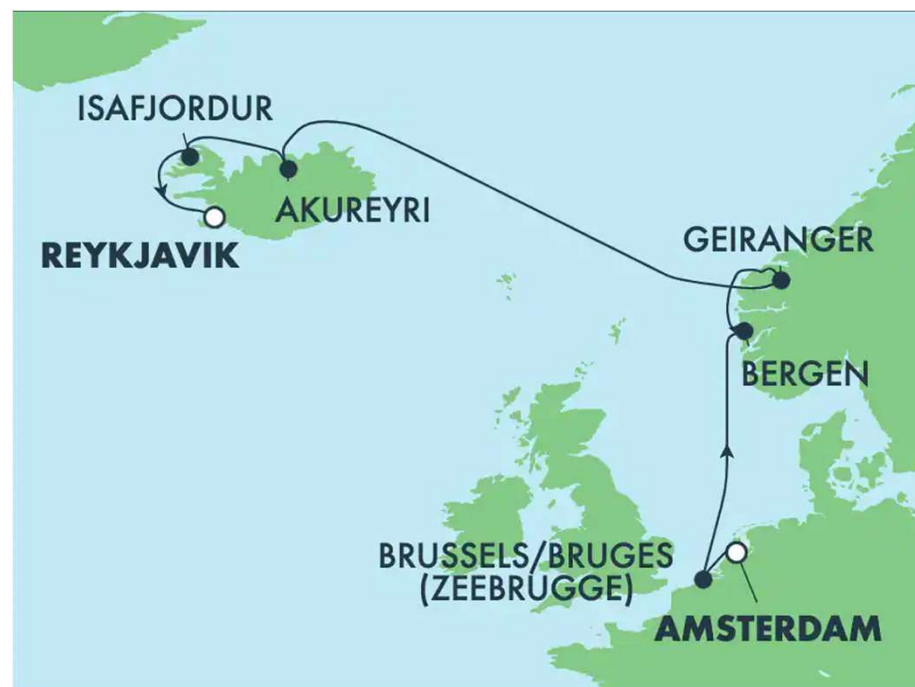 ISAFJORDUR
AKUREYRI
REYKJAVIK
GEIRANGER
BERGEN
BRUSSELS/BRUGES
(ZEEBRUGGE)
AMSTERDAM